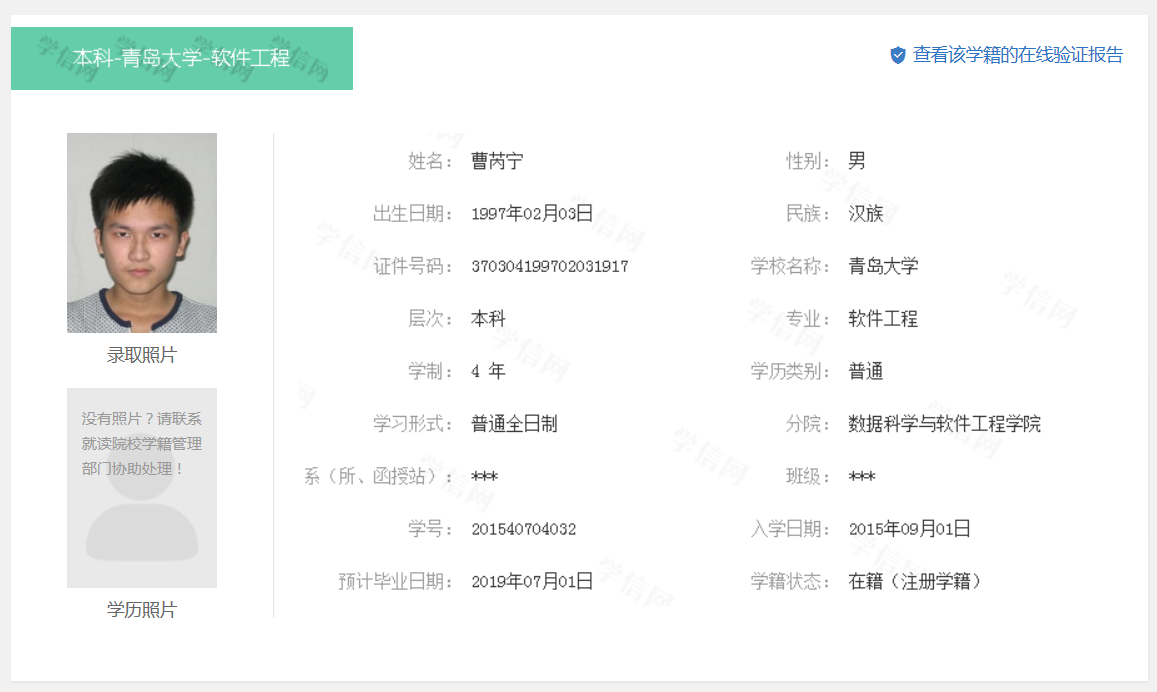 本科-青岛大学-软件工程
查看该学籍的在线验证报告
姓名： 曹芮宁 性别： 男
出生日期： 1997年02月03日 民族： 汉族
证件号码： 370304199702031917 学校名称： 青岛大学
层次： 本科 专业： 软件工程
录取照片
学制： 4 年 学历类别： 普通
没有照片？请联系
就读院校学籍管理
部门协助处理！
学习形式： 普通全日制 分院： 数据科学与软件工程学院
系（所、函授站）： *** 班级： ***
学号： 201540704032 入学日期： 2015年09月01日
预计毕业日期： 2019年07月01日 学籍状态： 在籍（注册学籍）
学历照片
学信网